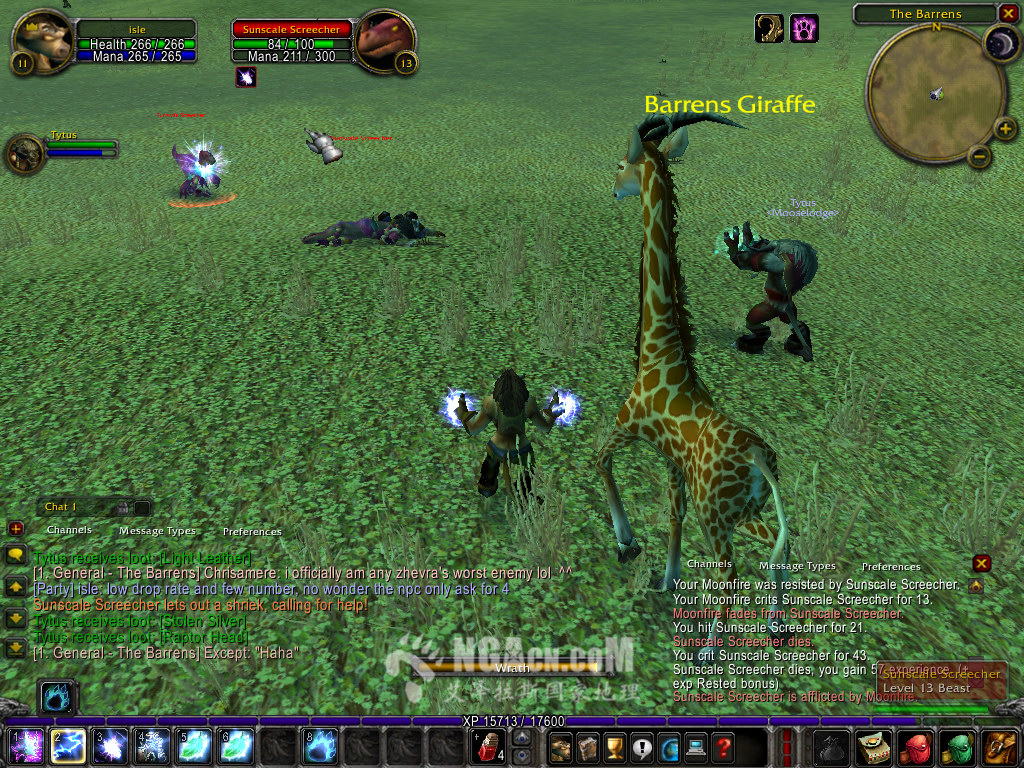 isle
Health 266 / 266
Mana 265 / 265
11
Sunscale Screecher
84 / 100
Mana 211 / 300
13
The Barrens
N
Tytus
Barrens Giraffe
Tytus
<Mooselodge>
Chat 1
Channels Message Types Preferences
Tytus receives loot: [Light Leather]
[1. General - The Barrens] Chrisamere: i officially am any zhevra's worst enemy lol ^^
[Party] isle: low drop rate and few number, no wonder the npc only ask for 4
Sunscale Screecher lets out a shriek, calling for help!
Tytus receives loot: [Stolen Silver]
Tytus receives loot: [Raptor Head]
[1. General - The Barrens] Except: "Haha"
Channels Message Types Preferences
Your Moonfire was resisted by Sunscale Screecher.
Your Moonfire crits Sunscale Screecher for 13.
Moonfire fades from Sunscale Screecher.
You hit Sunscale Screecher for 21.
Sunscale Screecher dies.
You crit Sunscale Screecher for 43.
Sunscale Screecher dies, you gain 57 experience. (+
exp Rested bonus)
Sunscale Screecher is afflicted by Moonfire.
Sunscale Screecher
Level 13 Beast
NGACN.COM
国家地理
Wrath
XP 15713 / 17600
1 2 3 4 5 6 8
4